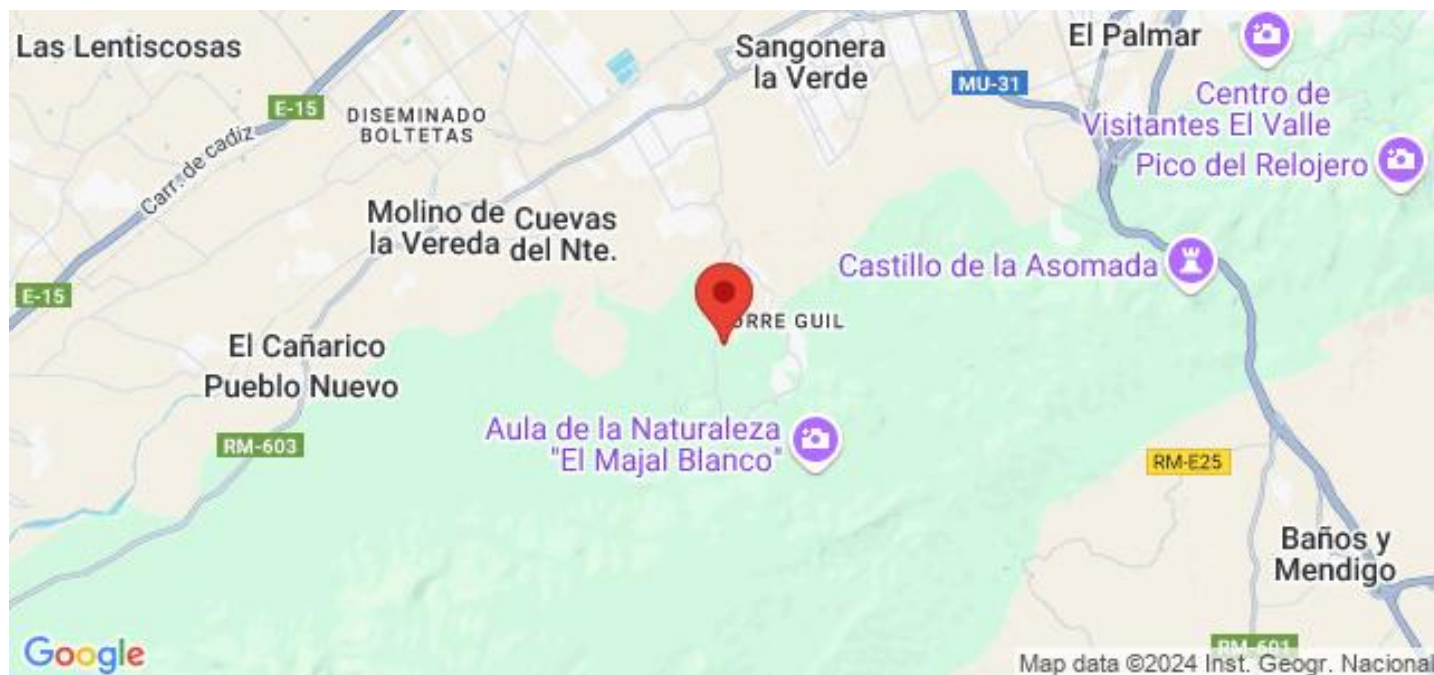 Las Lentiscosas
Sangonera
la Verde
El Palmar
MU-31
E-15
DISEMINADO
BOLTETAS
Centro de
Visitantes El Valle
Carr. de cadiz
Pico del Relojero
Molino de
la Vereda
Cuevas
del Nte.
Castillo de la Asomada
E-15
ORRE GUIL
El Cañarico
Pueblo Nuevo
Aula de la Naturaleza
"El Majal Blanco"
RM-603
RM-E25
Baños y
Mendigo
RM-601
Google
Map data ©2024 Inst. Geogr. Nacional